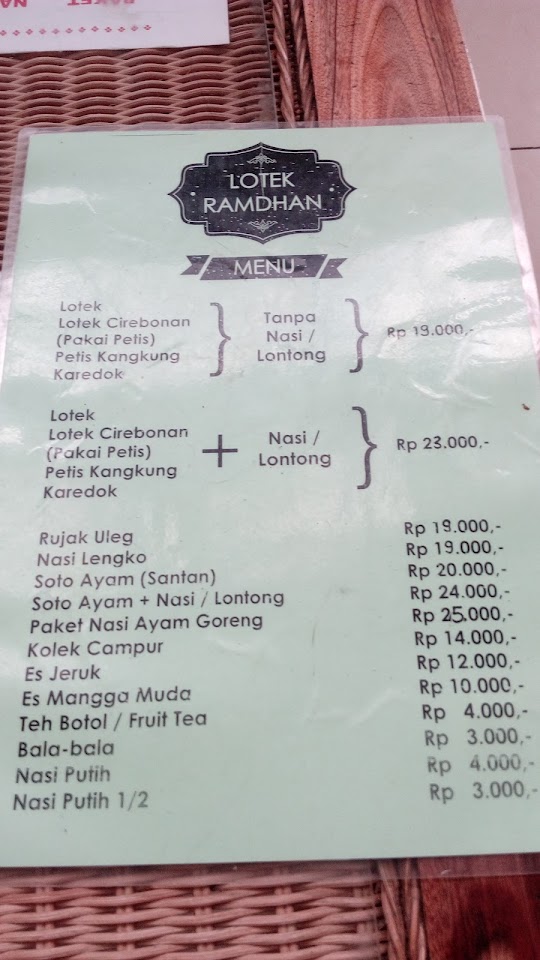 PAKET NA
LOTEK
RAMDHAN
MENU
Lotek
Lotek Cirebonan
(Pakai Petis)
Petis Kangkung
Karedok
Tanpa
Nasi /
Lontong
Rp 19.000,-
Lotek
Lotek Cirebonan
(Pakai Petis)
Petis Kangkung
Karedok
+
Nasi /
Lontong
Rp 23.000,-
Rujak Uleg Rp 19.000,-
Nasi Lengko Rp 19.000,-
Soto Ayam (Santan) Rp 20.000,-
Soto Ayam + Nasi / Lontong Rp 24.000,-
Paket Nasi Ayam Goreng Rp 25.000,-
Kolek Campur Rp 14.000,-
Es Jeruk Rp 12.000,-
Es Mangga Muda Rp 10.000,-
Teh Botol / Fruit Tea Rp 4.000,-
Bala-bala Rp 3.000,-
Nasi Putih Rp 4.000,-
Nasi Putih 1/2 Rp 3.000,-